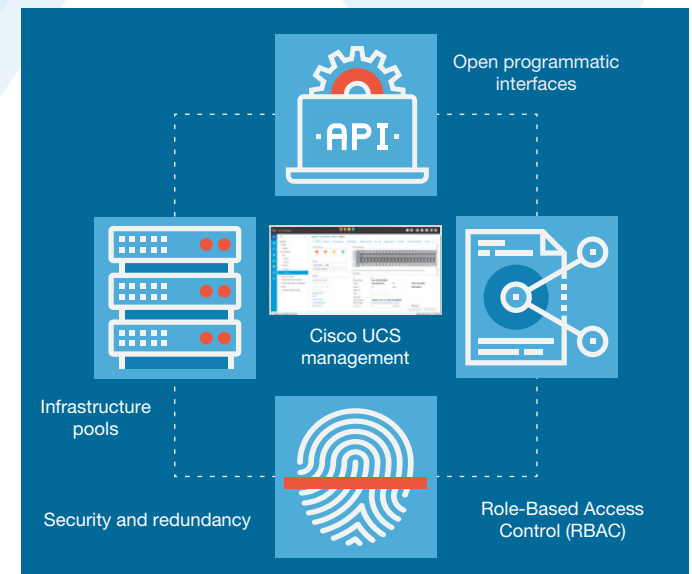 Open programmatic
interfaces
API
Cisco UCS
management
Infrastructure
pools
Security and redundancy
Role-Based Access
Control (RBAC)